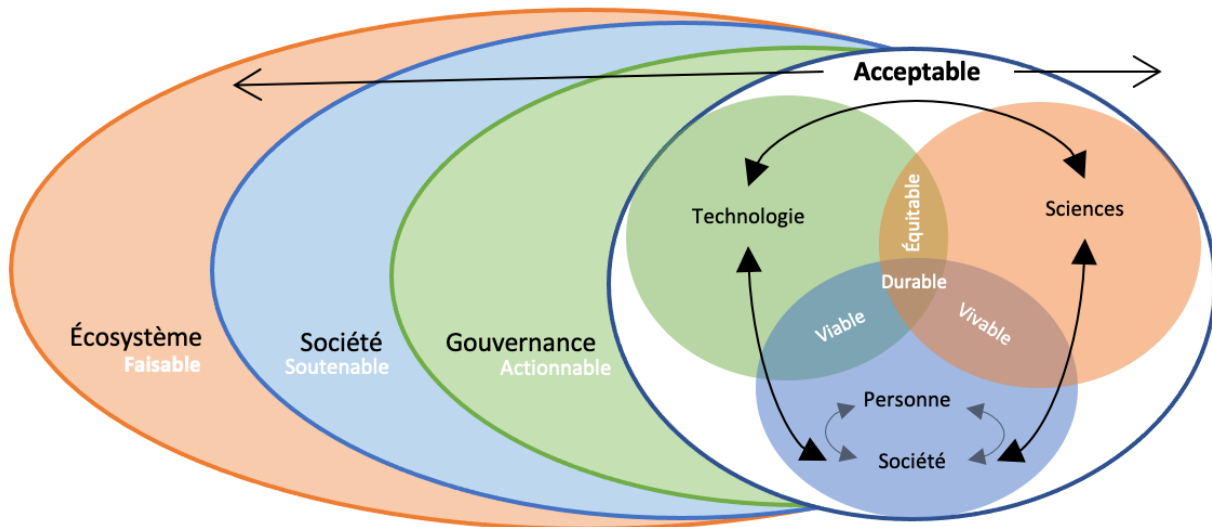 Acceptable
Technologie
Sciences
Équitable
Durable
Viable
Vivable
Écosystème
Faisable
Société
Soutenable
Gouvernance
Actionnable
Personne
Société